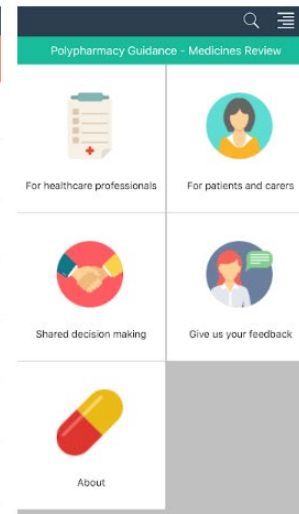 Polypharmacy Guidance - Medicines Review
For healthcare professionals
For patients and carers
Shared decision making
Give us your feedback
About